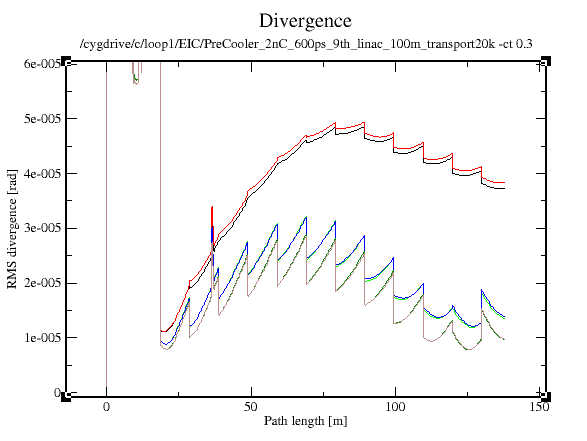 Divergence
/cygdrive/c/loop1/EIC/PreCooler_2nC_600ps_9th_linac_100m_transport20k -ct 0.3
6e-005
5e-005
4e-005
3e-005
2e-005
1e-005
0
RMS divergence [rad]
0 50 100 150
Path length [m]